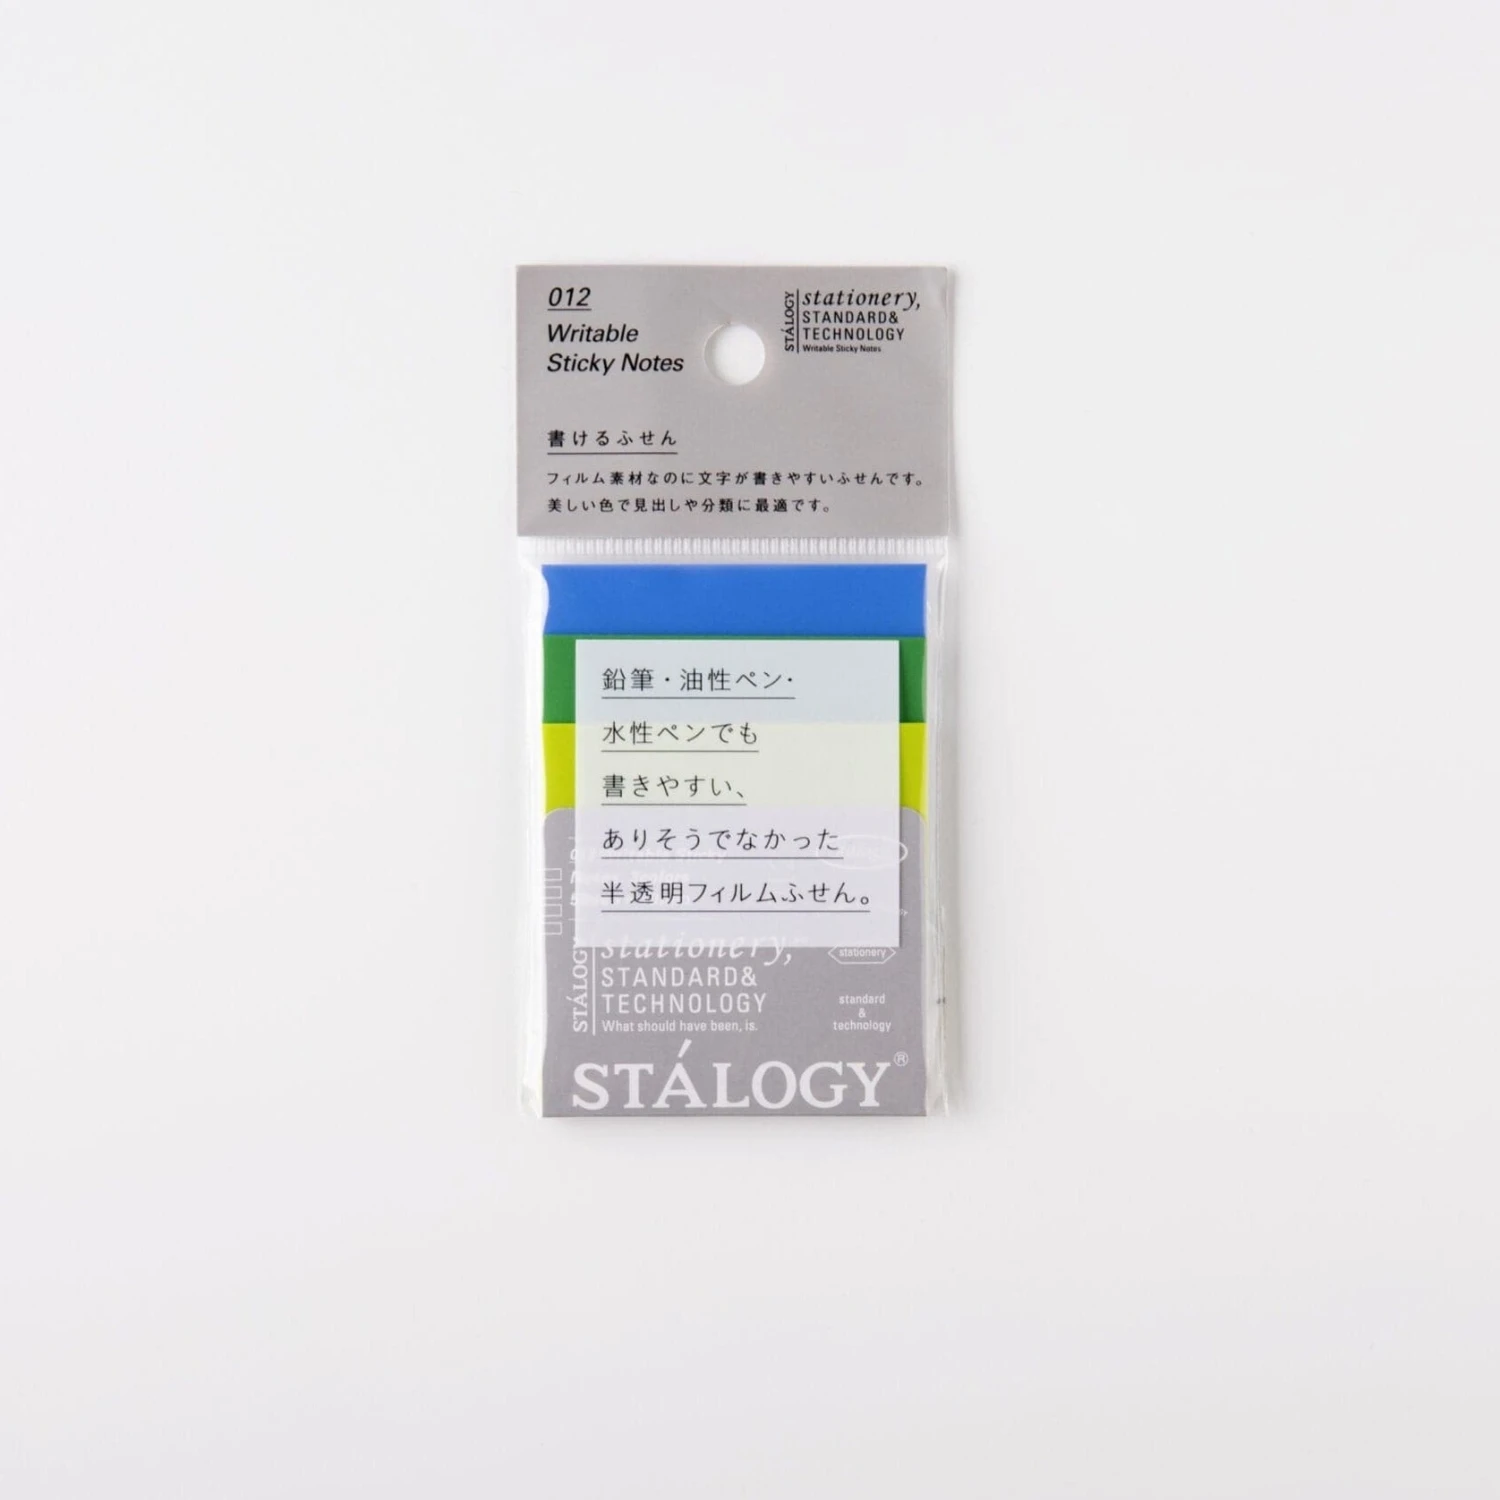 012
Writable
Sticky Notes
STÁLOGY
stationery,
STANDARD&
TECHNOLOGY
Writable Sticky Notes
書けるふせん
フィルム素材なのに文字が書きやすいふせんです。
美しい色で見出しや分類に最適です。
鉛筆・油性ペン・
水性ペンでも
書きやすい、
ありそうでなかった
半透明フィルムふせん。
STÁLOGY
stationery,
STANDARD&
TECHNOLOGY
What should have been, is.
stationery
standard
&
technology
STÁLOGY®